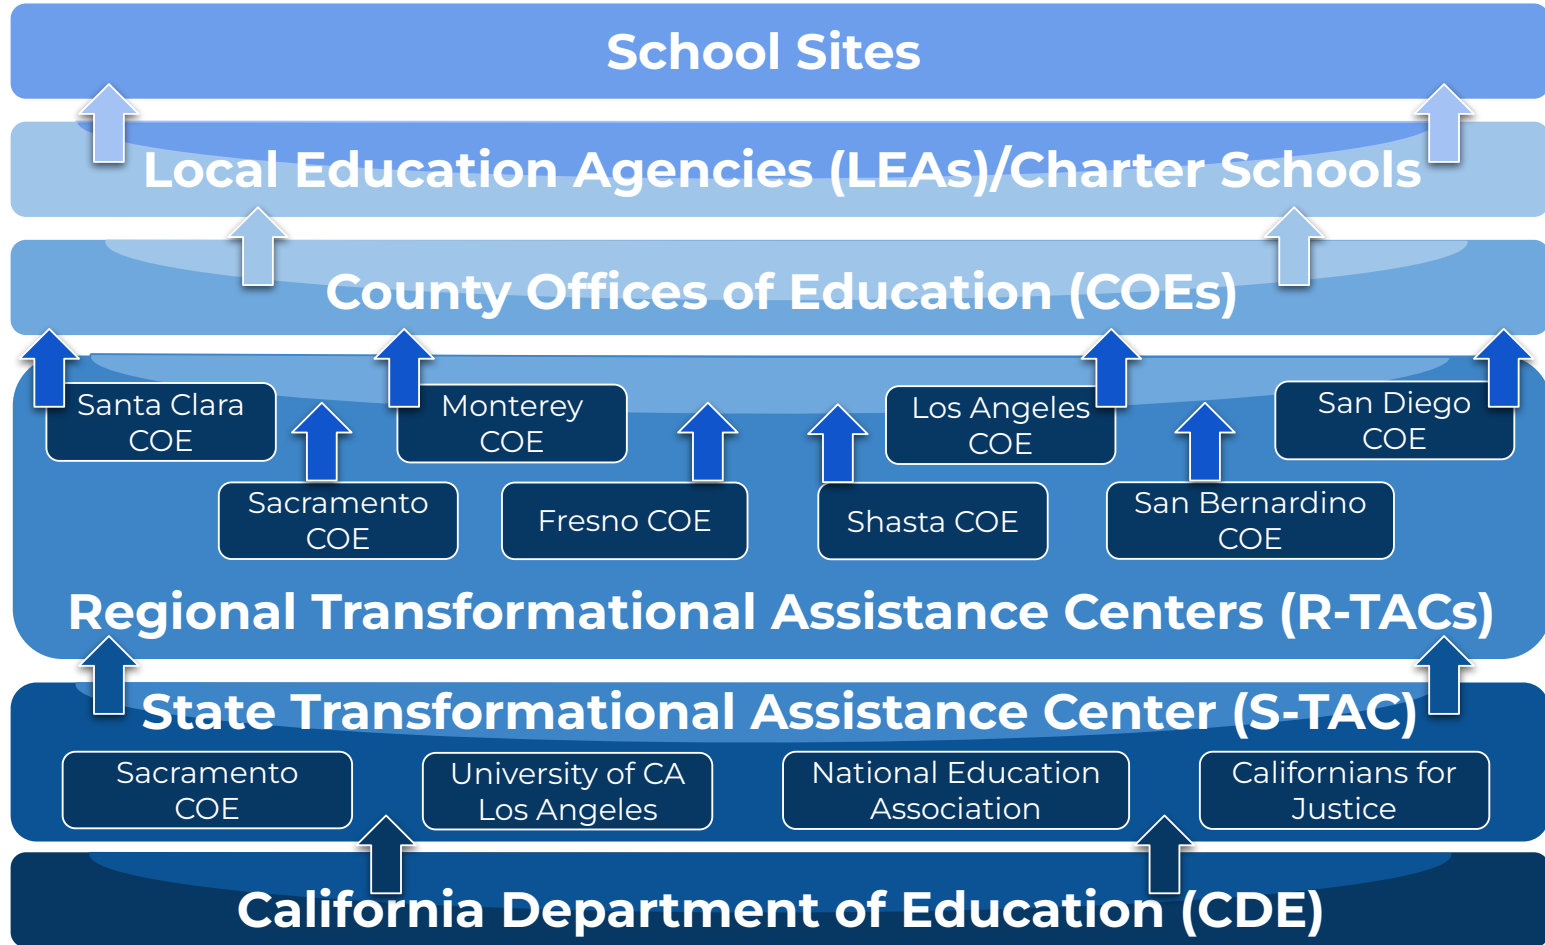 School Sites
Local Education Agencies (LEAs)/Charter Schools
County Offices of Education (COEs)
Santa Clara
COE
Monterey
COE
Los Angeles
COE
San Diego
COE
Sacramento
COE
Fresno COE
Shasta COE
San Bernardino
COE
Regional Transformational Assistance Centers (R-TACs)
State Transformational Assistance Center (S-TAC)
Sacramento
COE
University of CA
Los Angeles
National Education
Association
Californians for
Justice
California Department of Education (CDE)